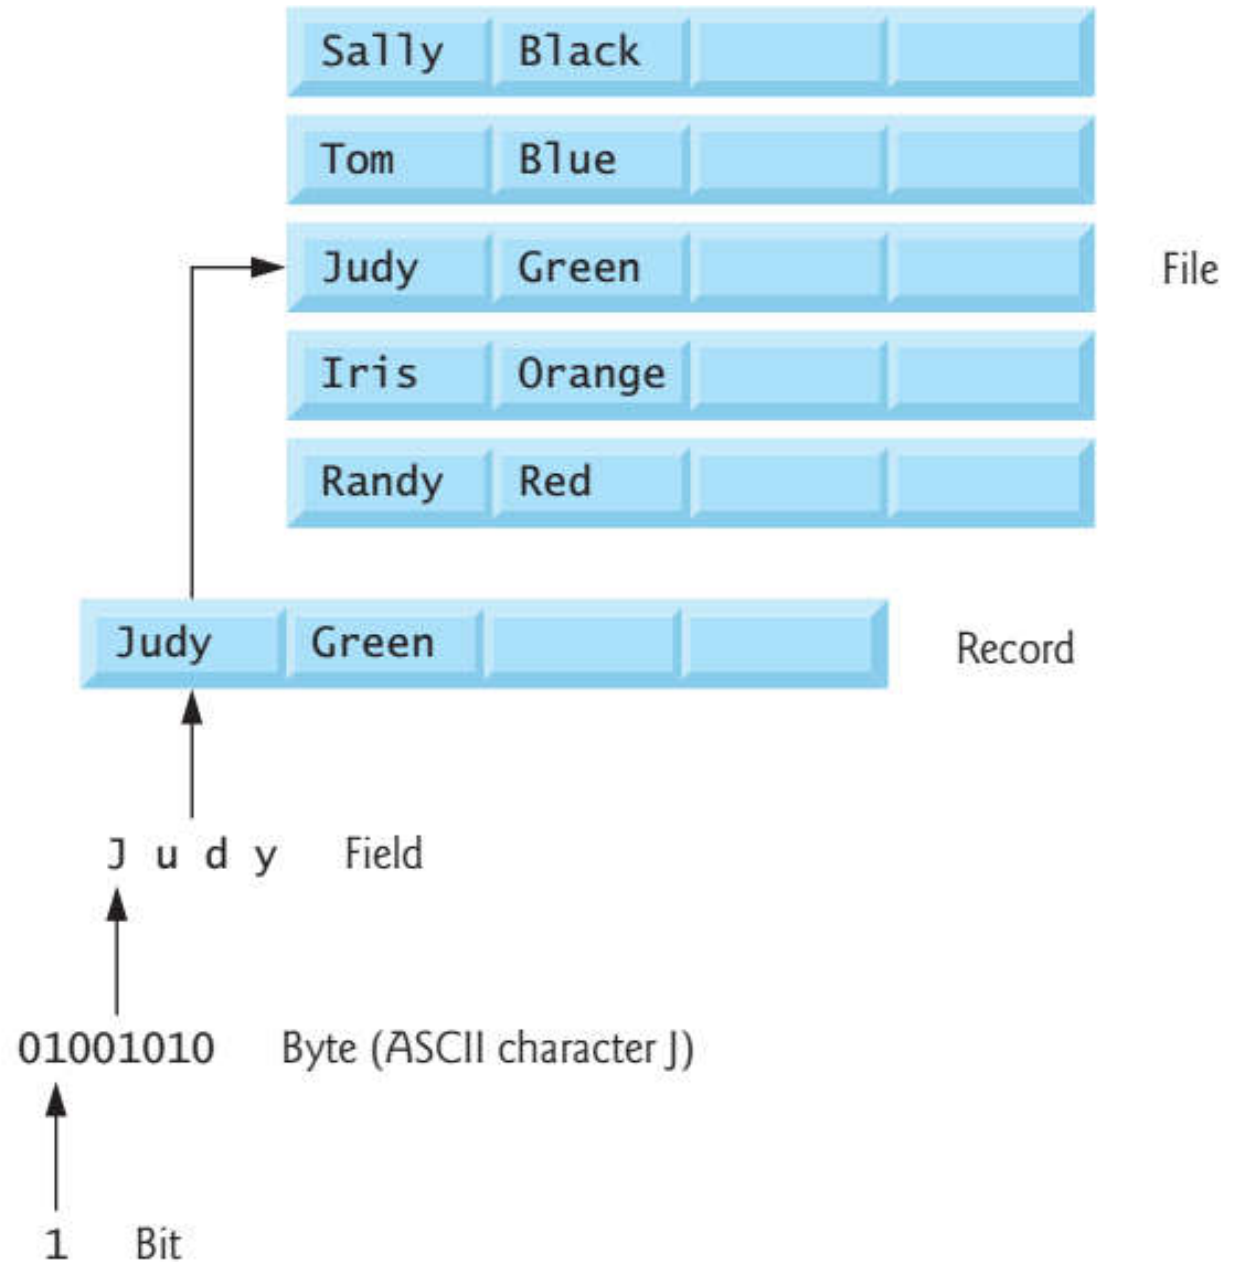 Sally Black
Tom Blue
Judy Green
File
Iris Orange
Randy Red
Judy Green
Record
J u d y Field
01001010 Byte (ASCII character J)
1 Bit